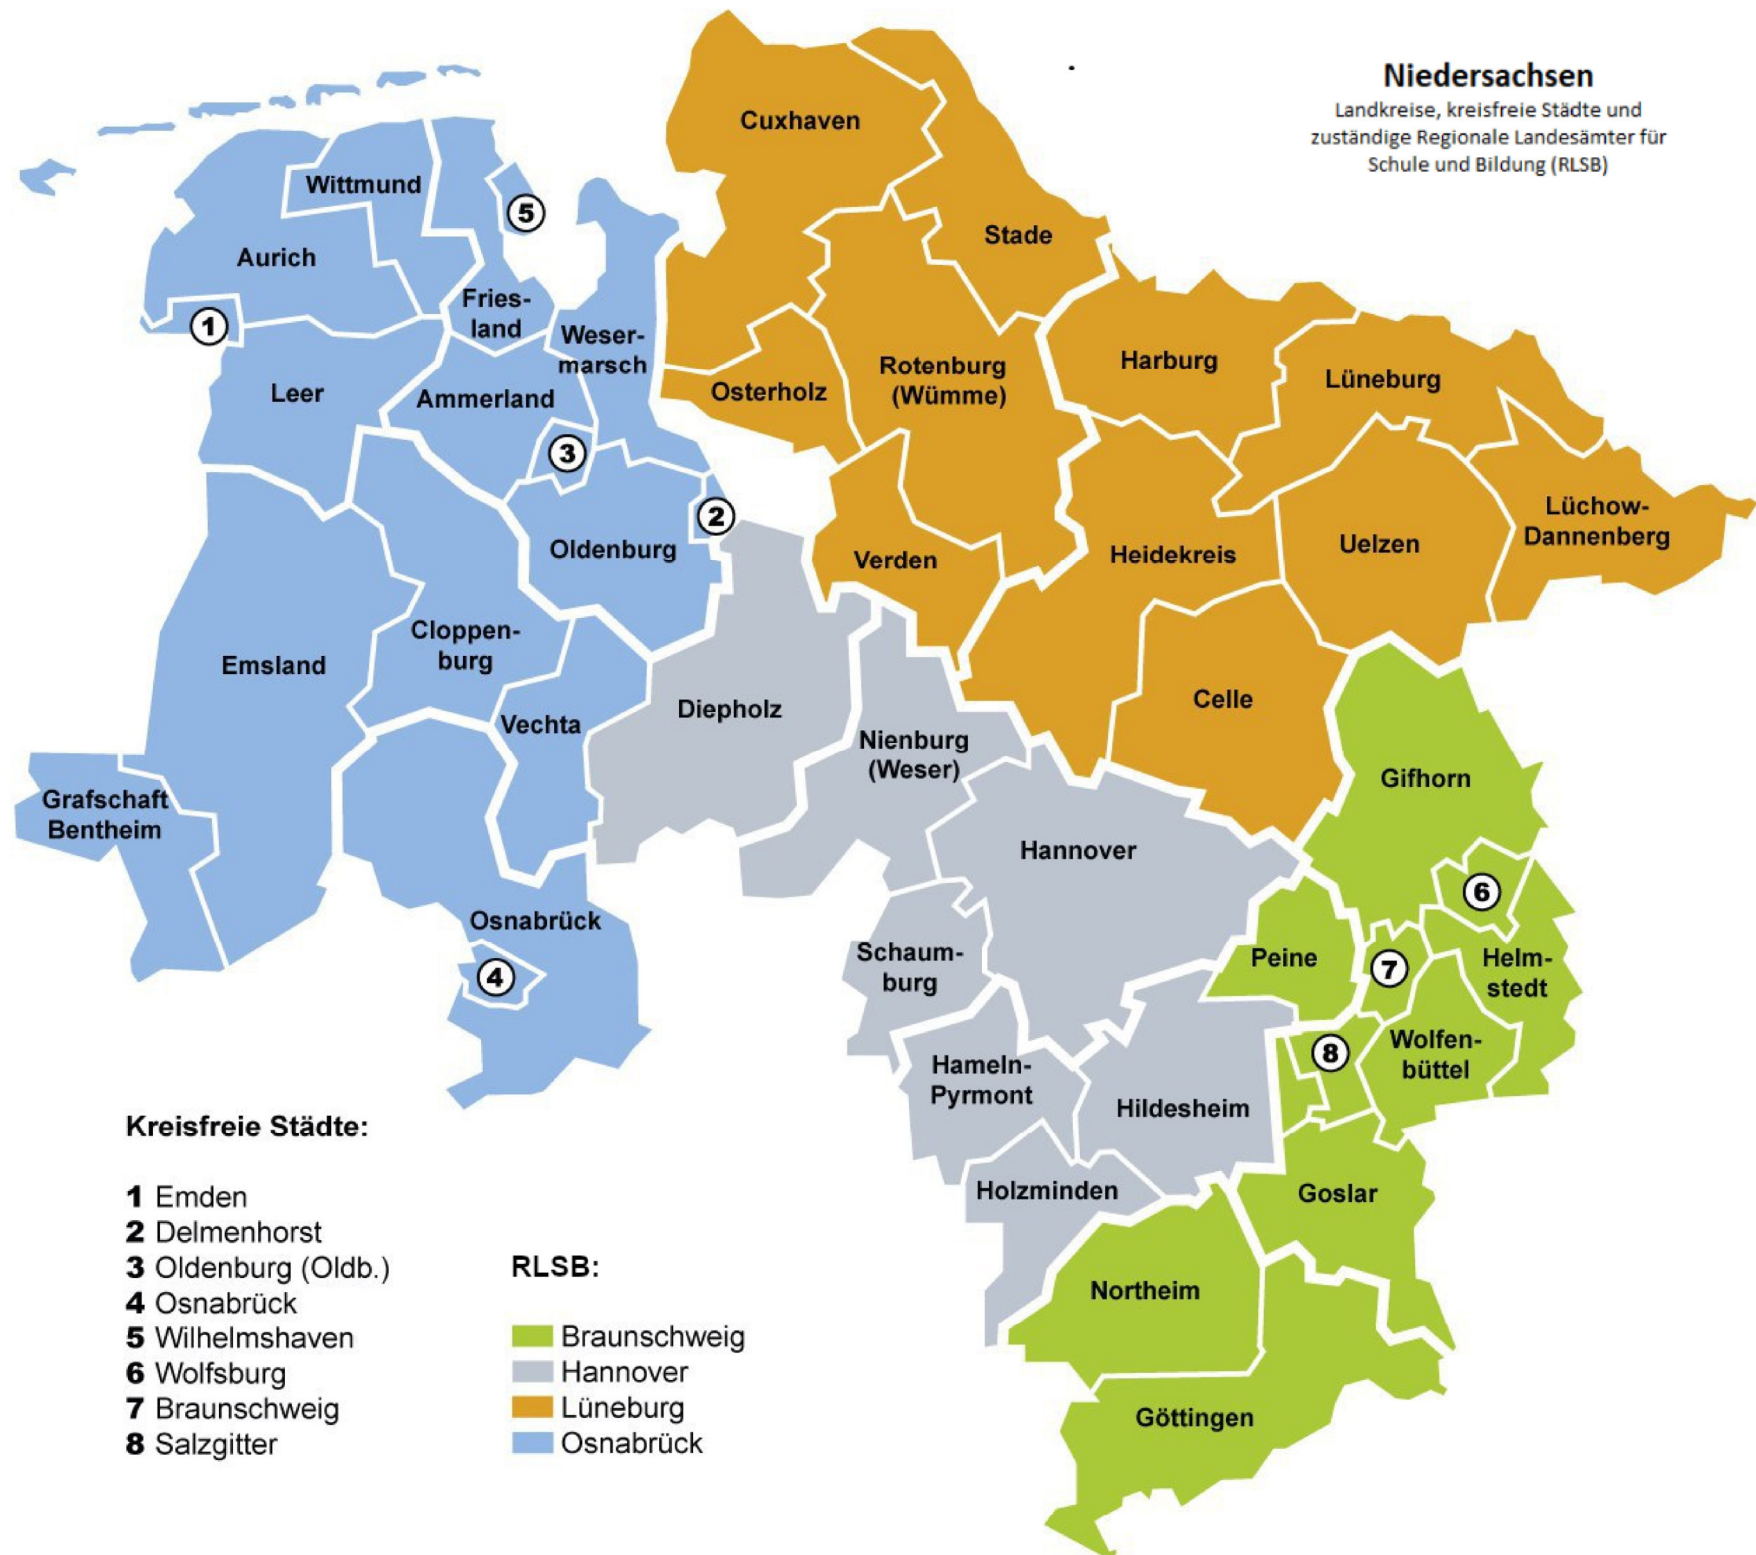 Niedersachsen
Landkreise, kreisfreie Städte und
zuständige Regionale Landesämter für
Schule und Bildung (RLSB)
Cuxhaven
Wittmund
5
Stade
Aurich
Fries-
land
1
Weser-
marsch
Harburg
Rotenburg
(Wümme)
Lüneburg
Leer
Ammerland
Osterholz
3
2
Lüchow-
Dannenberg
Oldenburg
Verden
Heidekreis
Uelzen
Cloppen-
burg
Emsland
Celle
Diepholz
Vechta
Nienburg
(Weser)
Gifhorn
Grafschaft
Bentheim
Hannover
6
Osnabrück
Schaum-
burg
Peine
7
Helm-
stedt
4
Wolfen-
büttel
8
Hameln-
Pyrmont
Hildesheim
Holzminden
Goslar
Northeim
Göttingen
Kreisfreie Städte:
1 Emden
2 Delmenhorst
3 Oldenburg (Oldb.)
4 Osnabrück
5 Wilhelmshaven
6 Wolfsburg
7 Braunschweig
8 Salzgitter
RLSB:
Braunschweig
Hannover
Lüneburg
Osnabrück